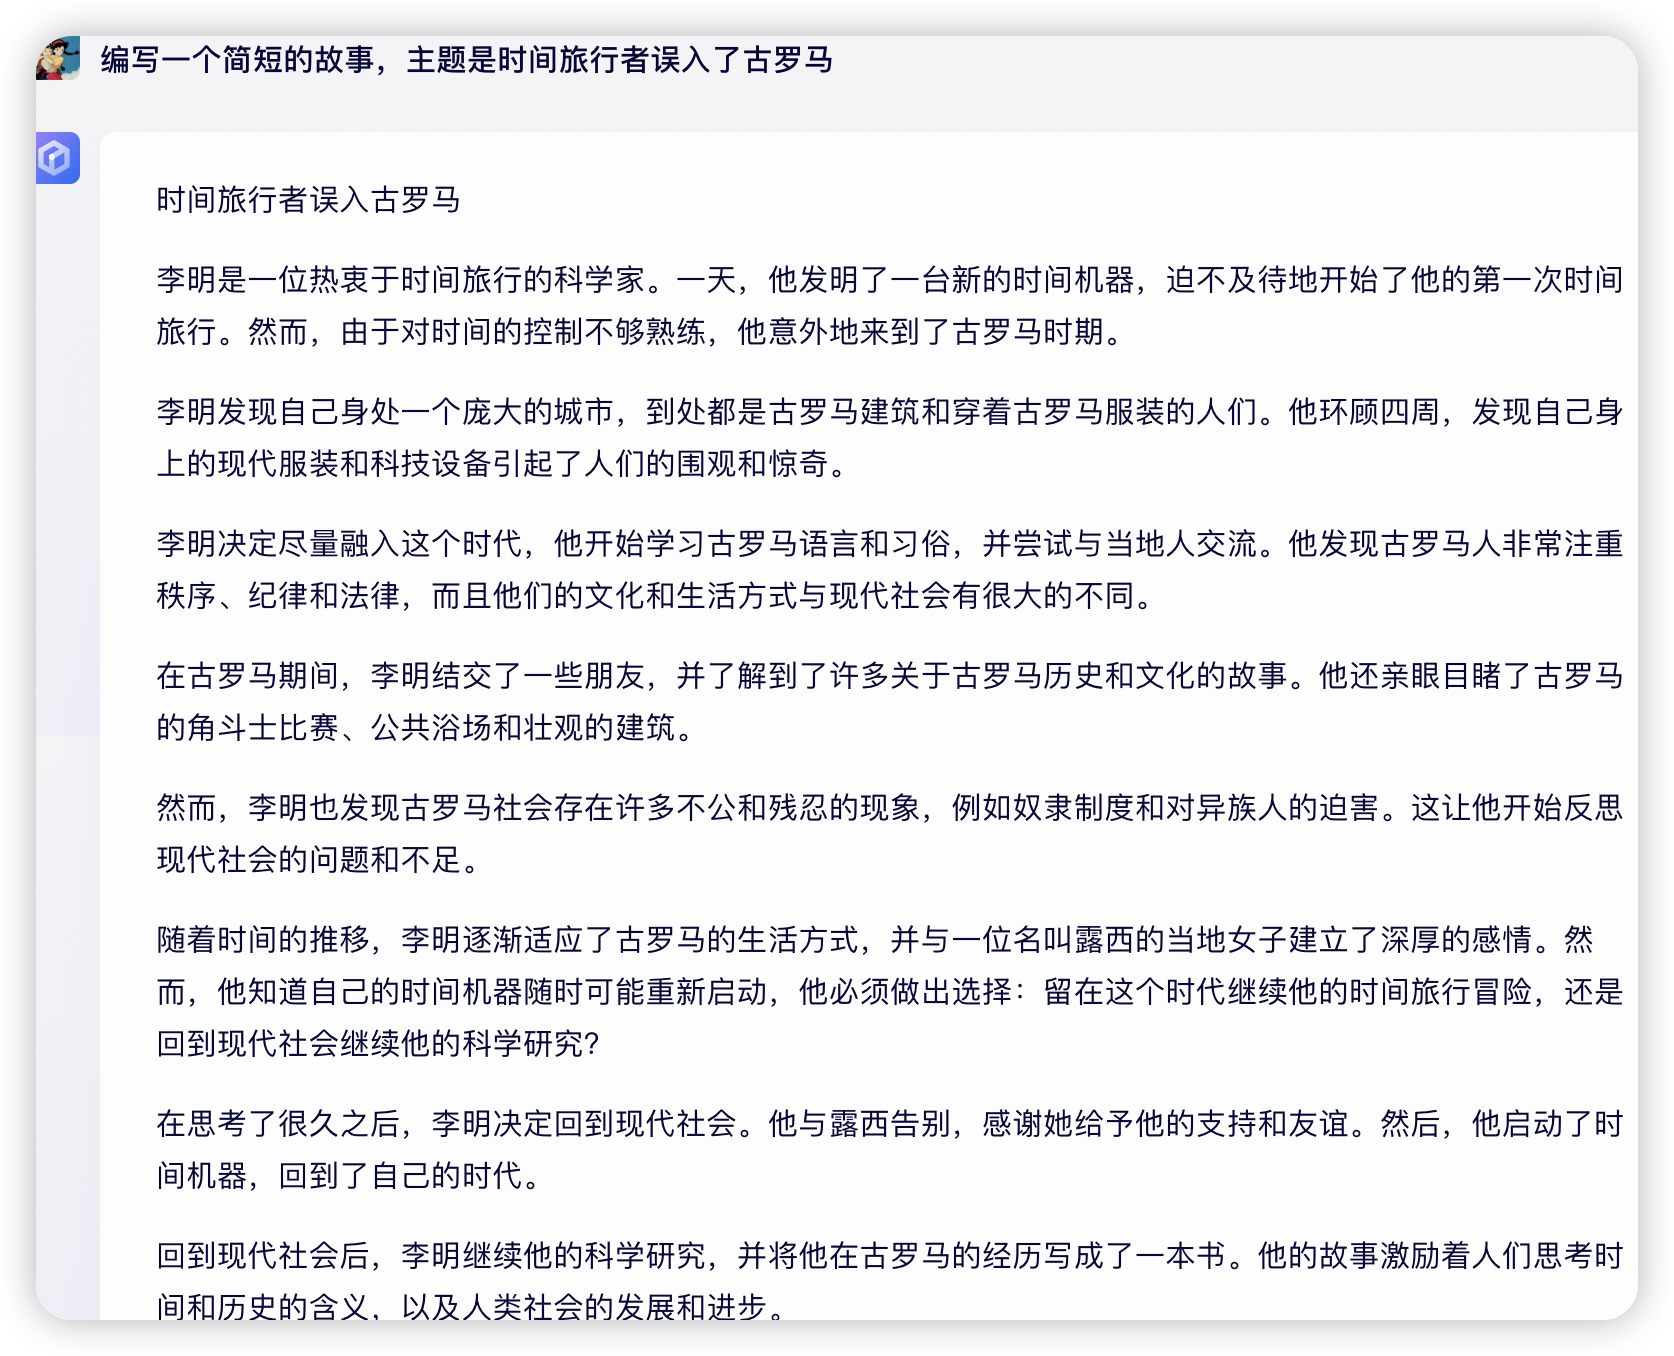 编写一个简短的故事，主题是时间旅行者误入了古罗马
时间旅行者误入古罗马
李明是一位热衷于时间旅行的科学家。一天，他发明了一台新的时间机器，迫不及待地开始了他的第一次时间
旅行。然而，由于对时间的控制不够熟练，他意外地来到了古罗马时期。
李明发现自己身处一个庞大的城市，到处都是古罗马建筑和穿着古罗马服装的人们。他环顾四周，发现自己身
上的现代服装和科技设备引起了人们的围观和惊奇。
李明决定尽量融入这个时代，他开始学习古罗马语言和习俗，并尝试与当地人交流。他发现古罗马人非常注重
秩序、纪律和法律，而且他们的文化和生活方式与现代社会有很大的不同。
在古罗马期间，李明结交了一些朋友，并了解到了许多关于古罗马历史和文化的故事。他还亲眼目睹了古罗马
的角斗士比赛、公共浴场和壮观的建筑。
然而，李明也发现古罗马社会存在许多不公和残忍的现象，例如奴隶制度和对异族人的迫害。这让他开始反思
现代社会的问题和不足。
随着时间的推移，李明逐渐适应了古罗马的生活方式，并与一位名叫露西的当地女子建立了深厚的感情。然
而，他知道自己的时间机器随时可能重新启动，他必须做出选择：留在这个时代继续他的时间旅行冒险，还是
回到现代社会继续他的科学研究？
在思考了很久之后，李明决定回到现代社会。他与露西告别，感谢她给予他的支持和友谊。然后，他启动了时
间机器，回到了自己的时代。
回到现代社会后，李明继续他的科学研究，并将他在古罗马的经历写成了一本书。他的故事激励着人们思考时
间和历史的含义，以及人类社会的发展和进步。